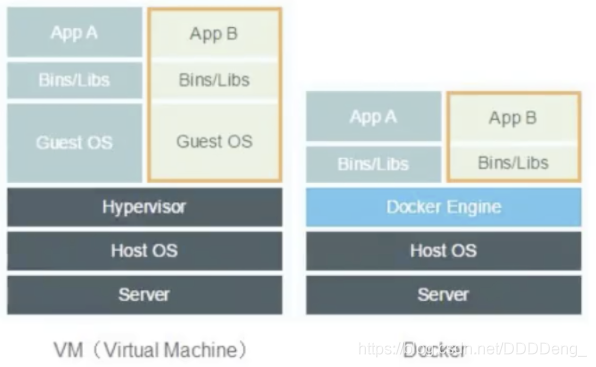 App A
App B
Bins/Libs
Bins/Libs
Guest OS
Guest OS
Hypervisor
Host OS
Server
VM（Virtual Machine）
App A
App B
Bins/Libs
Bins/Libs
Docker Engine
Host OS
Server
Docker
https://blog.csdn.net/DDDDeng_